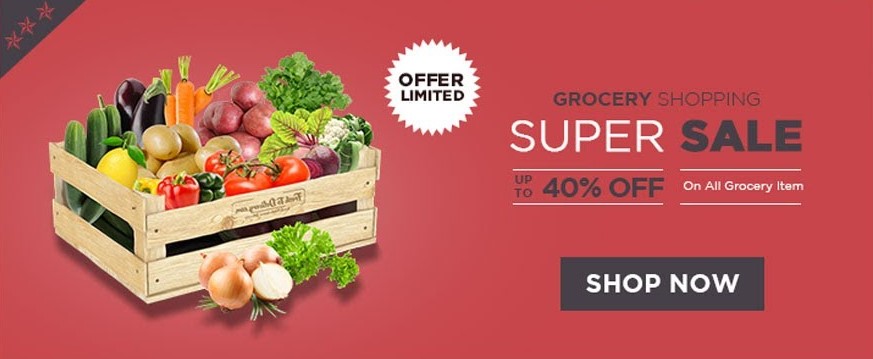 OFFER
LIMITED
GROCERY SHOPPING
SUPER SALE
UP
TO 40% OFF
On All Grocery Item
SHOP NOW